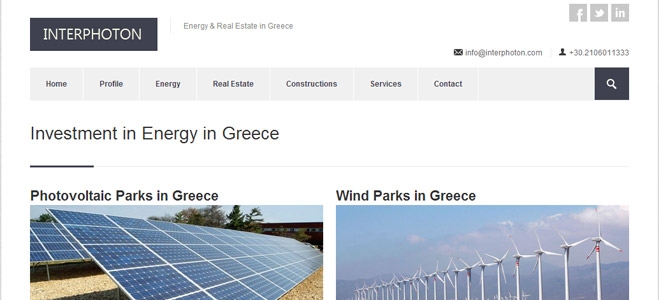 INTERPHOTON
Energy & Real Estate in Greece
info@interphoton.com
+30.2106011333
Home Profile Energy Real Estate Constructions Services Contact
Investment in Energy in Greece
Photovoltaic Parks in Greece
Wind Parks in Greece